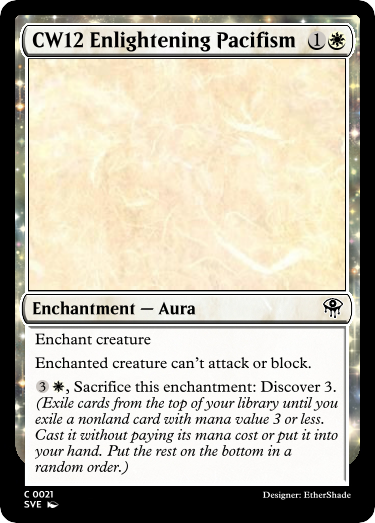 CW12 Enlightening Pacifism 1
Enchantment — Aura
Enchant creature
Enchanted creature can't attack or block.
3 , Sacrifice this enchantment: Discover 3.
(Exile cards from the top of your library until you
exile a nonland card with mana value 3 or less.
Cast it without paying its mana cost or put it into
your hand. Put the rest on the bottom in a
random order.)
C 0021
SVE
Designer: EtherShade